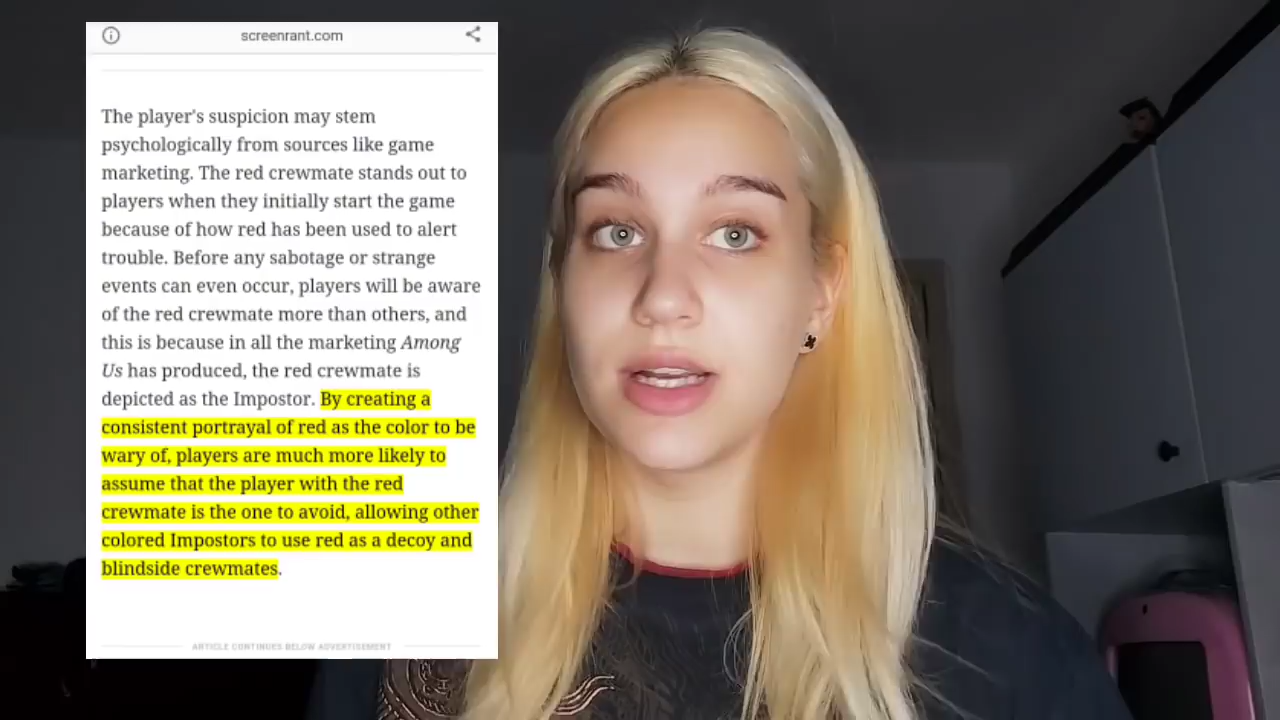 screenrant.com
The player's suspicion may stem
psychologically from sources like game
marketing. The red crewmate stands out to
players when they initially start the game
because of how red has been used to alert
trouble. Before any sabotage or strange
events can even occur, players will be aware
of the red crewmate more than others, and
this is because in all the marketing Among
Us has produced, the red crewmate is
depicted as the Impostor. By creating a
consistent portrayal of red as the color to be
wary of, players are much more likely to
assume that the player with the red
crewmate is the one to avoid, allowing other
colored Impostors to use red as a decoy and
blindside crewmates.
ARTICLE CONTINUES BELOW ADVERTISEMENT